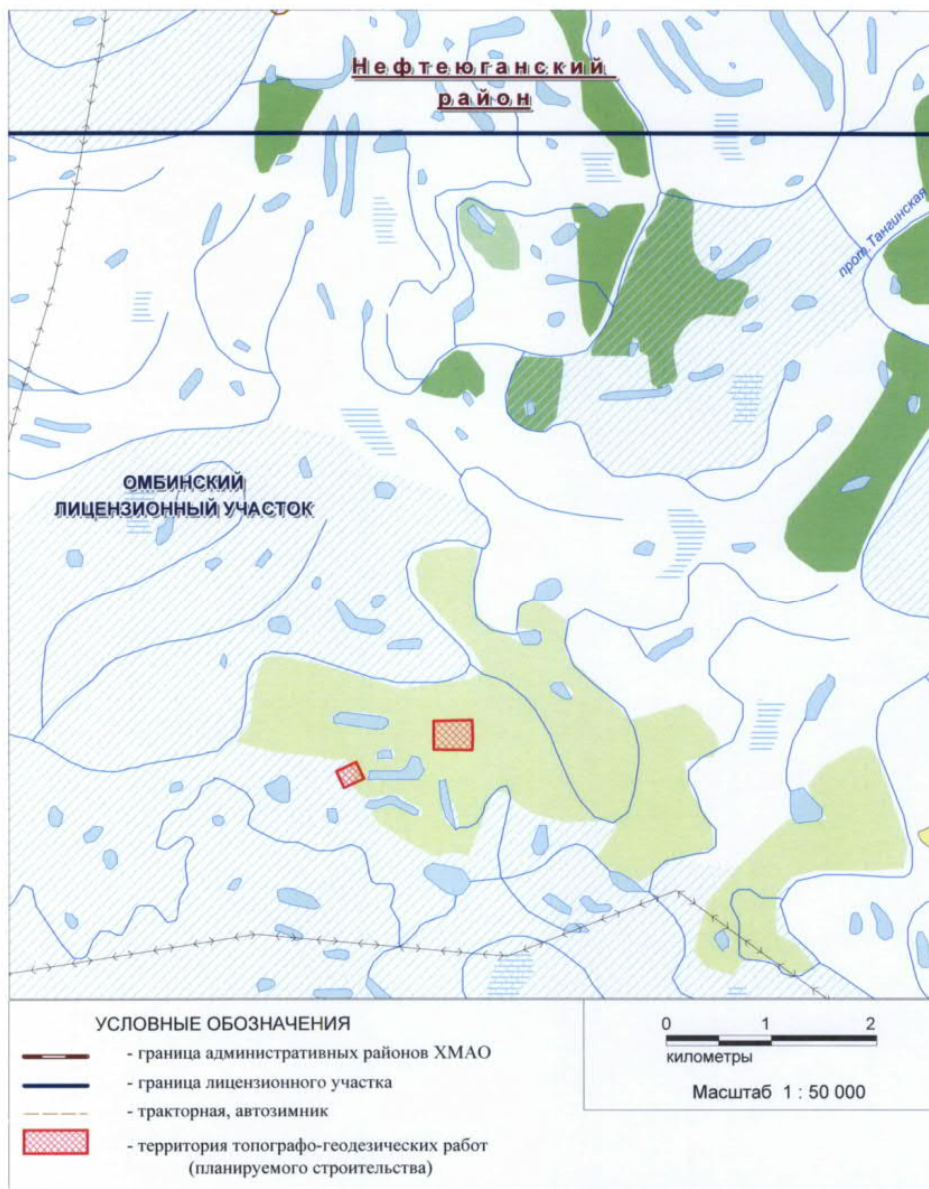 Нефтеюганский
район
прот.Тангинская
ОМБИНСКИЙ
ЛИЦЕНЗИОННЫЙ УЧАСТОК
УСЛОВНЫЕ ОБОЗНАЧЕНИЯ
- граница административных районов ХМАО
- граница лицензионного участка
- тракторная, автозимник
- территория топографо-геодезических работ
(планируемого строительства)
0 1 2
километры
Масштаб 1 : 50 000